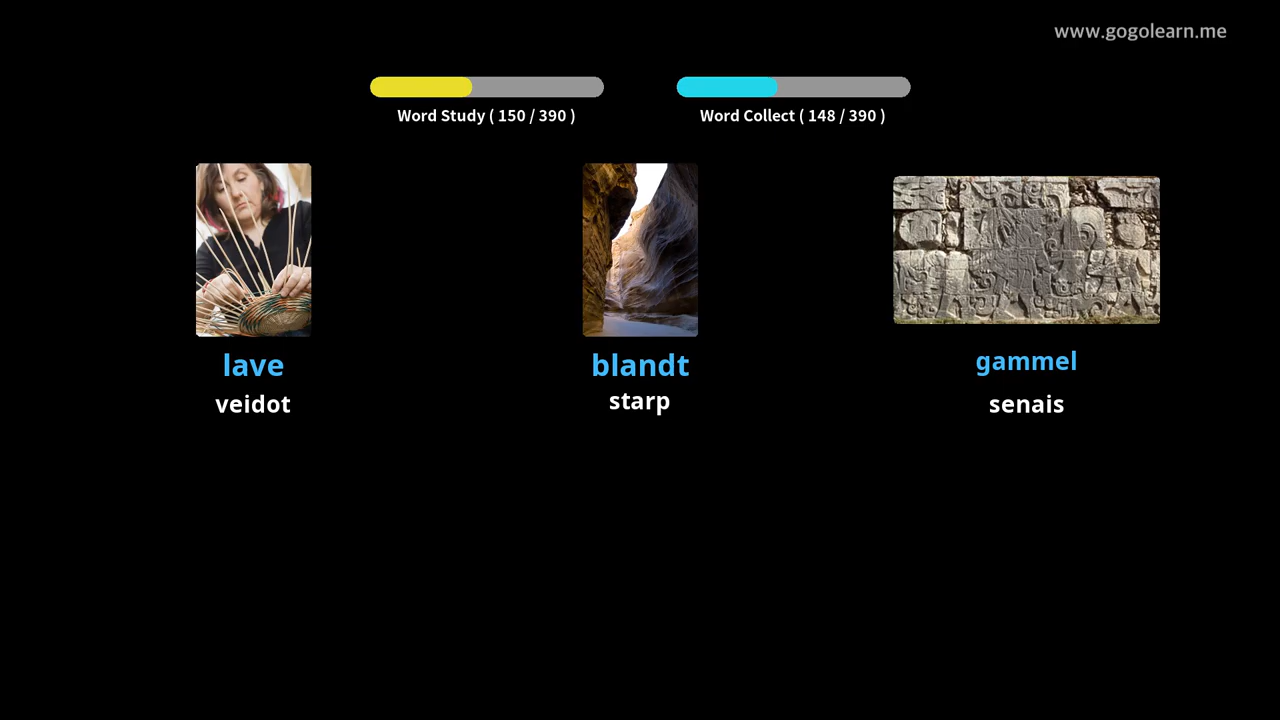 www.gogolearn.me
Word Study ( 150 / 390 )
Word Collect ( 148 / 390 )
lave
veidot
blandt
starp
gammel
senais